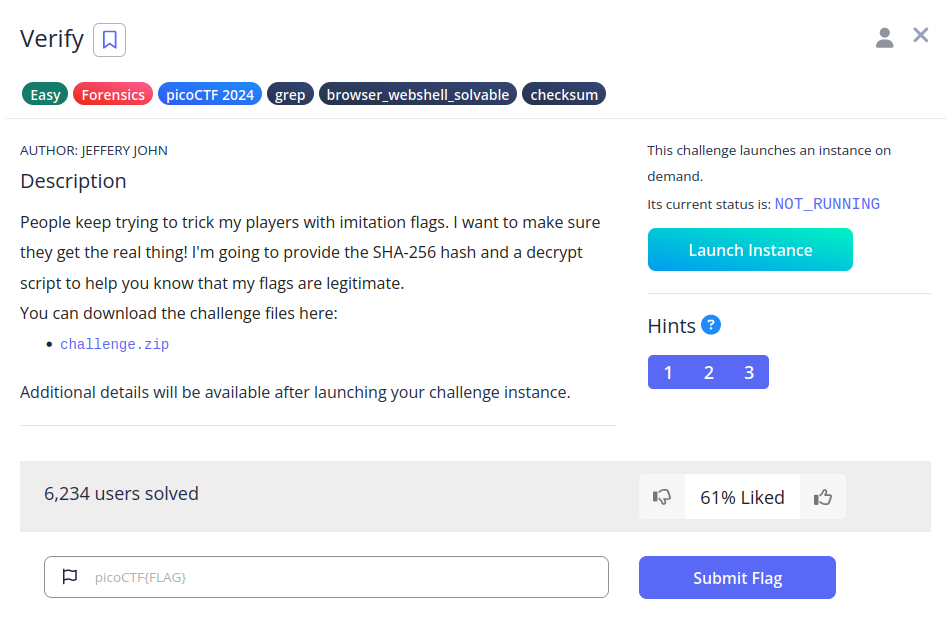 Verify
Easy Forensics picoCTF 2024 grep browser_webshell_solvable checksum
AUTHOR: JEFFERY JOHN
Description
People keep trying to trick my players with imitation flags. I want to make sure
they get the real thing! I'm going to provide the SHA-256 hash and a decrypt
script to help you know that my flags are legitimate.
You can download the challenge files here:
• challenge.zip
Additional details will be available after launching your challenge instance.
This challenge launches an instance on
demand.
Its current status is: NOT_RUNNING
Launch Instance
Hints ?
1 2 3
6,234 users solved
61% Liked
picoCTF{FLAG}
Submit Flag